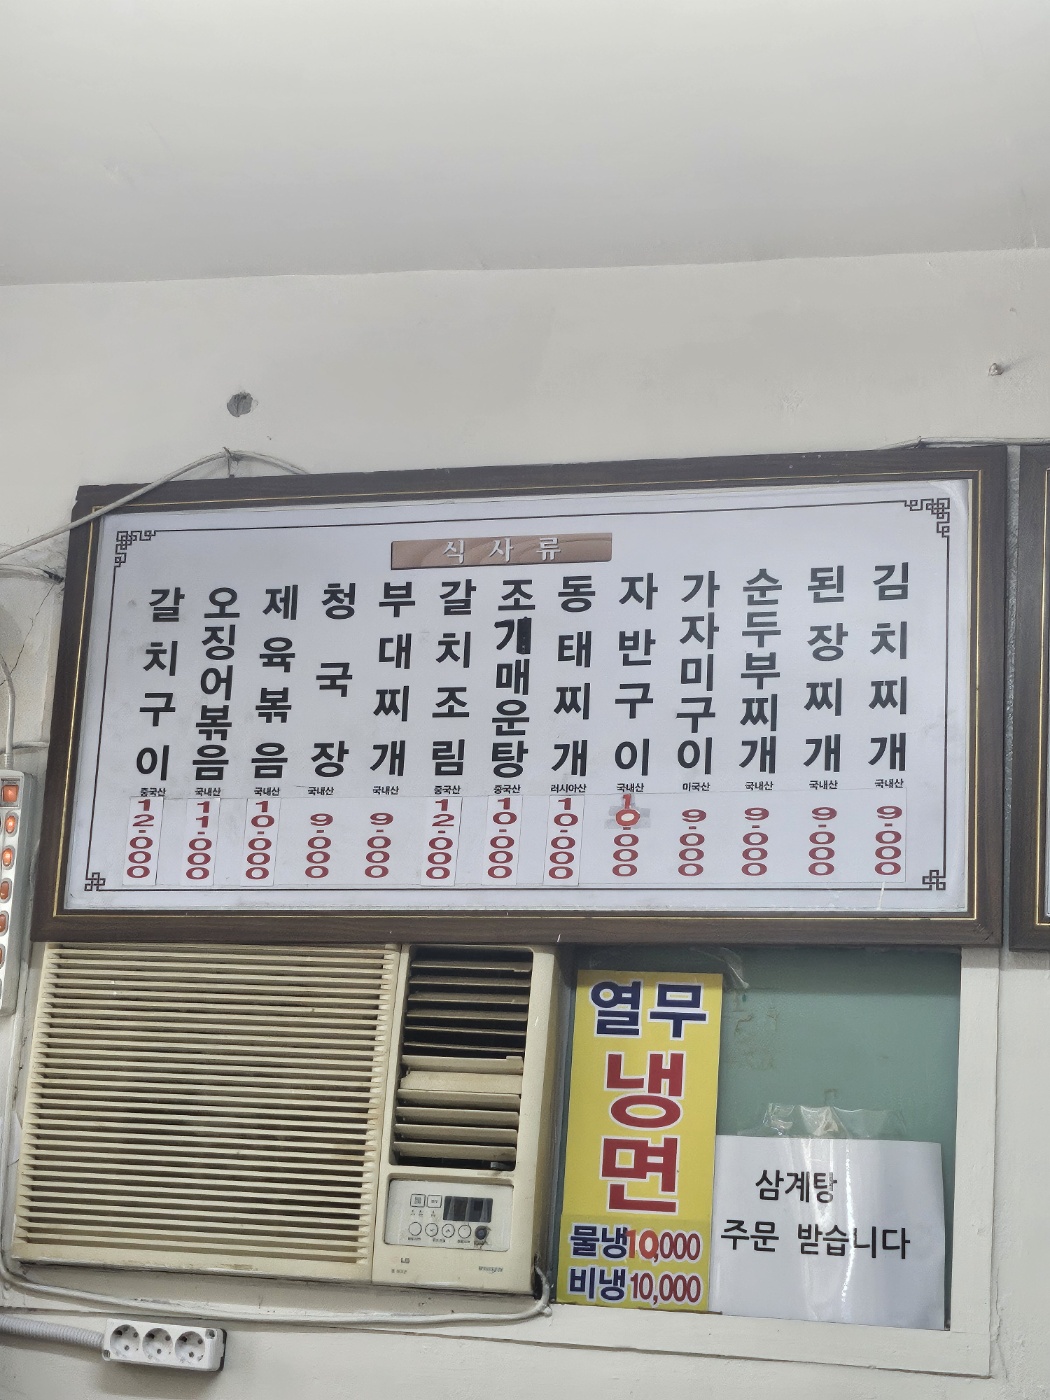 식사류
갈치구이 중국산 12.000
오징어볶음 국내산 11.000
제육볶음 국내산 10.000
청국장 국내산 9.000
부대찌개 국내산 9.000
갈치조림 중국산 12.000
조개매운탕 중국산 10.000
동태찌개 러시아산 10.000
자반구이 국내산 10.000
가자미구이 미국산 9.000
순두부찌개 국내산 9.000
된장찌개 국내산 9.000
김치찌개 국내산 9.000
열무
냉면
물냉10,000
비냉10,000
삼계탕
주문 받습니다
LG